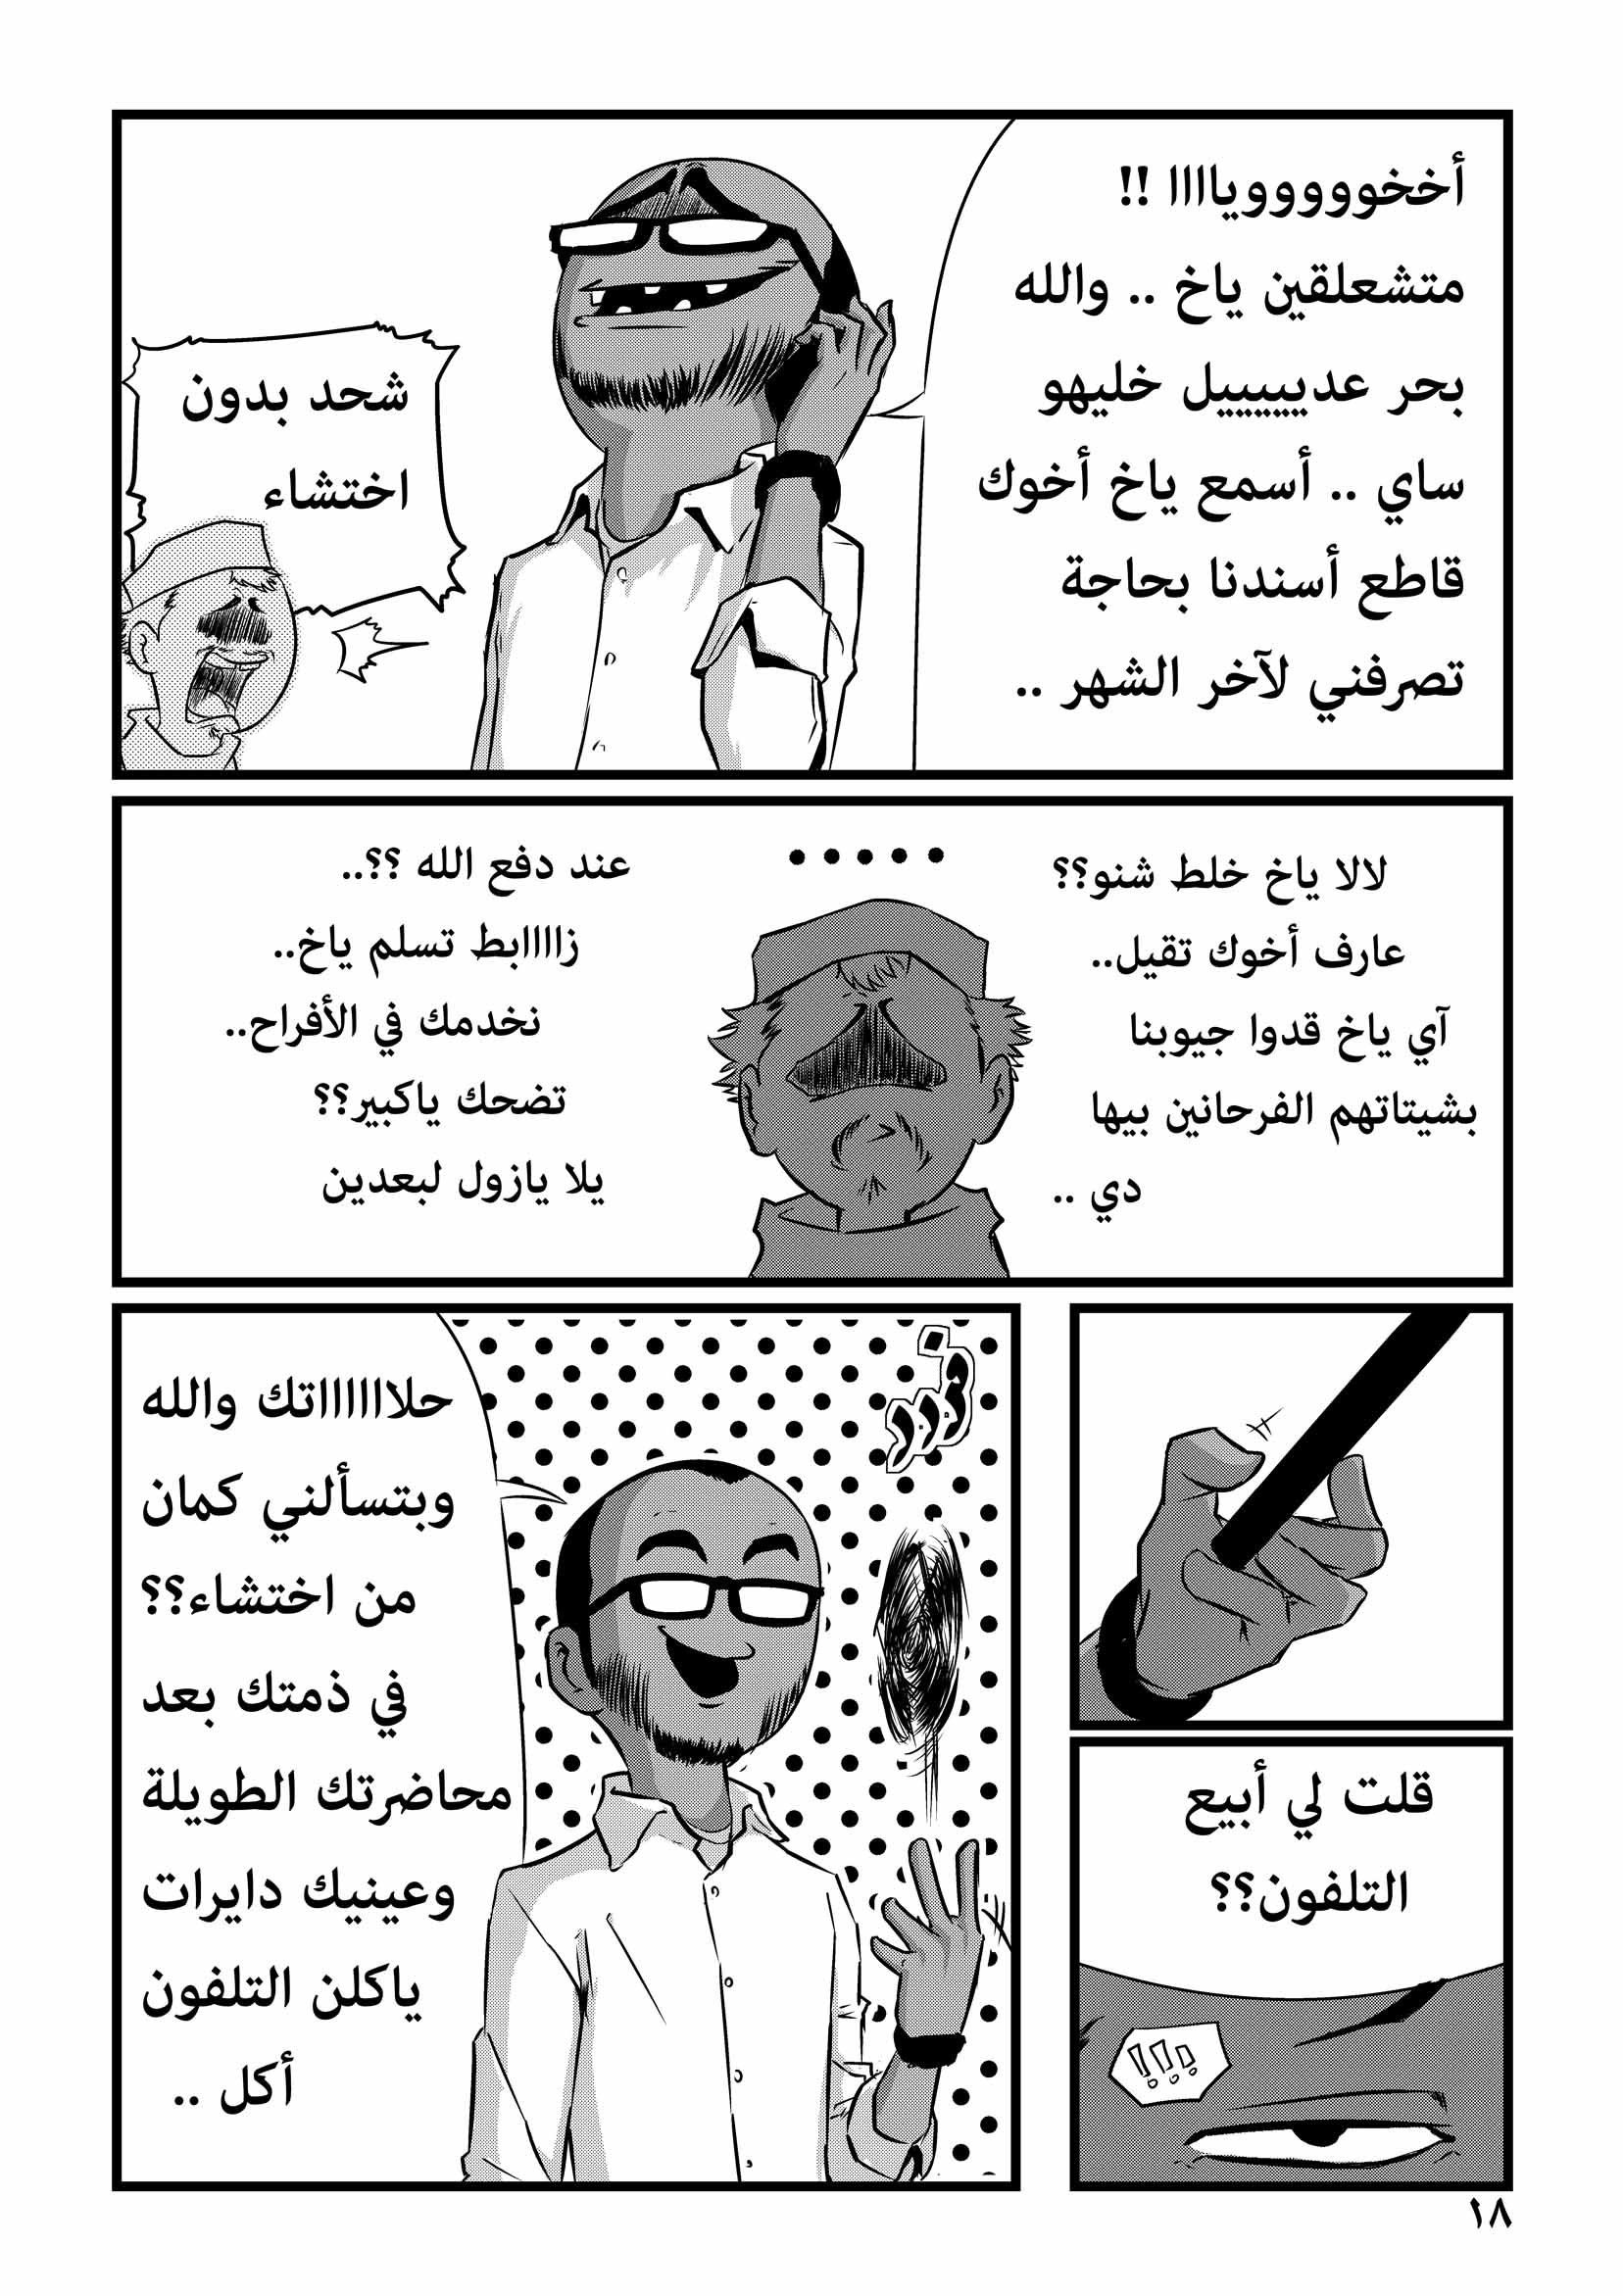 أخخوووووياااا !!
متشعلقين ياخ .. والله
بحر عديييييل خليهو
ساي .. أسمع ياخ أخوك
قاطع أسندنا بحاجة
تصرفني لآخر الشهر ..
شحد بدون
اختشاء
لالا ياخ خلط شنو؟؟
عارف أخوك تقيل..
آي ياخ قدوا جيوبنا
بشيتاتهم الفرحانين بيها
دي ..
.....
عند دفع الله ؟؟..
زااااابط تسلم ياخ..
نخدمك في الأفراح..
تضحك ياكبير؟؟
يلا يازول لبعدين
قلت لي أبيع
التلفون؟؟
!!!
حلاااااااتك والله
وبتسألني كمان
من اختشاء؟؟
في ذمتك بعد
محاضرتك الطويلة
وعينيك دايرات
ياكلن التلفون
أكل ..
١٨